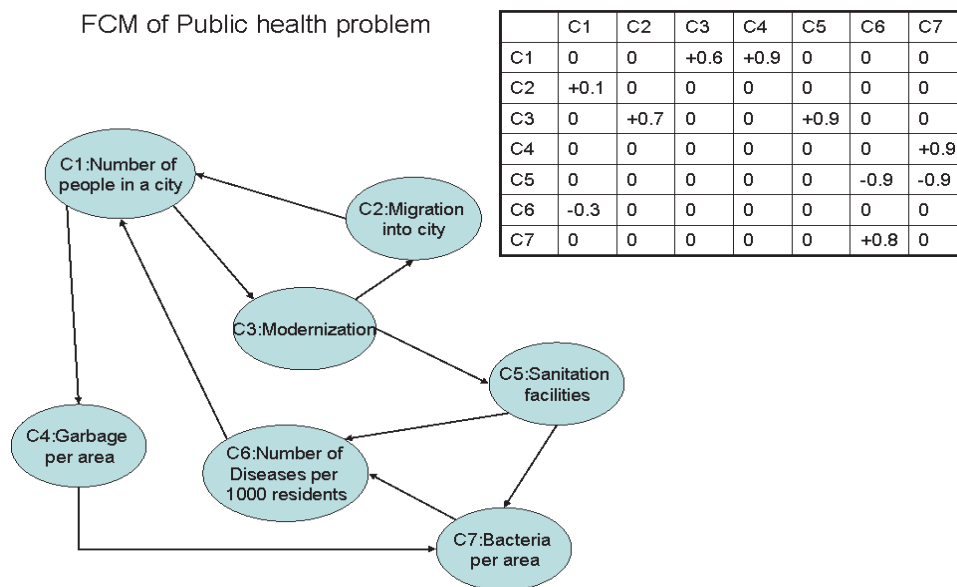 FCM of Public health problem
C1 C2 C3 C4 C5 C6 C7
C1 0 0 +0.6 +0.9 0 0 0
C2 +0.1 0 0 0 0 0 0
C3 0 +0.7 0 0 +0.9 0 0
C4 0 0 0 0 0 0 +0.9
C5 0 0 0 0 0 -0.9 -0.9
C6 -0.3 0 0 0 0 0 0
C7 0 0 0 0 0 +0.8 0
C1:Number of
people in a city
C2:Migration
into city
C3:Modernization
C5:Sanitation
facilities
C4:Garbage
per area
C6:Number of
Diseases per
1000 residents
C7:Bacteria
per area